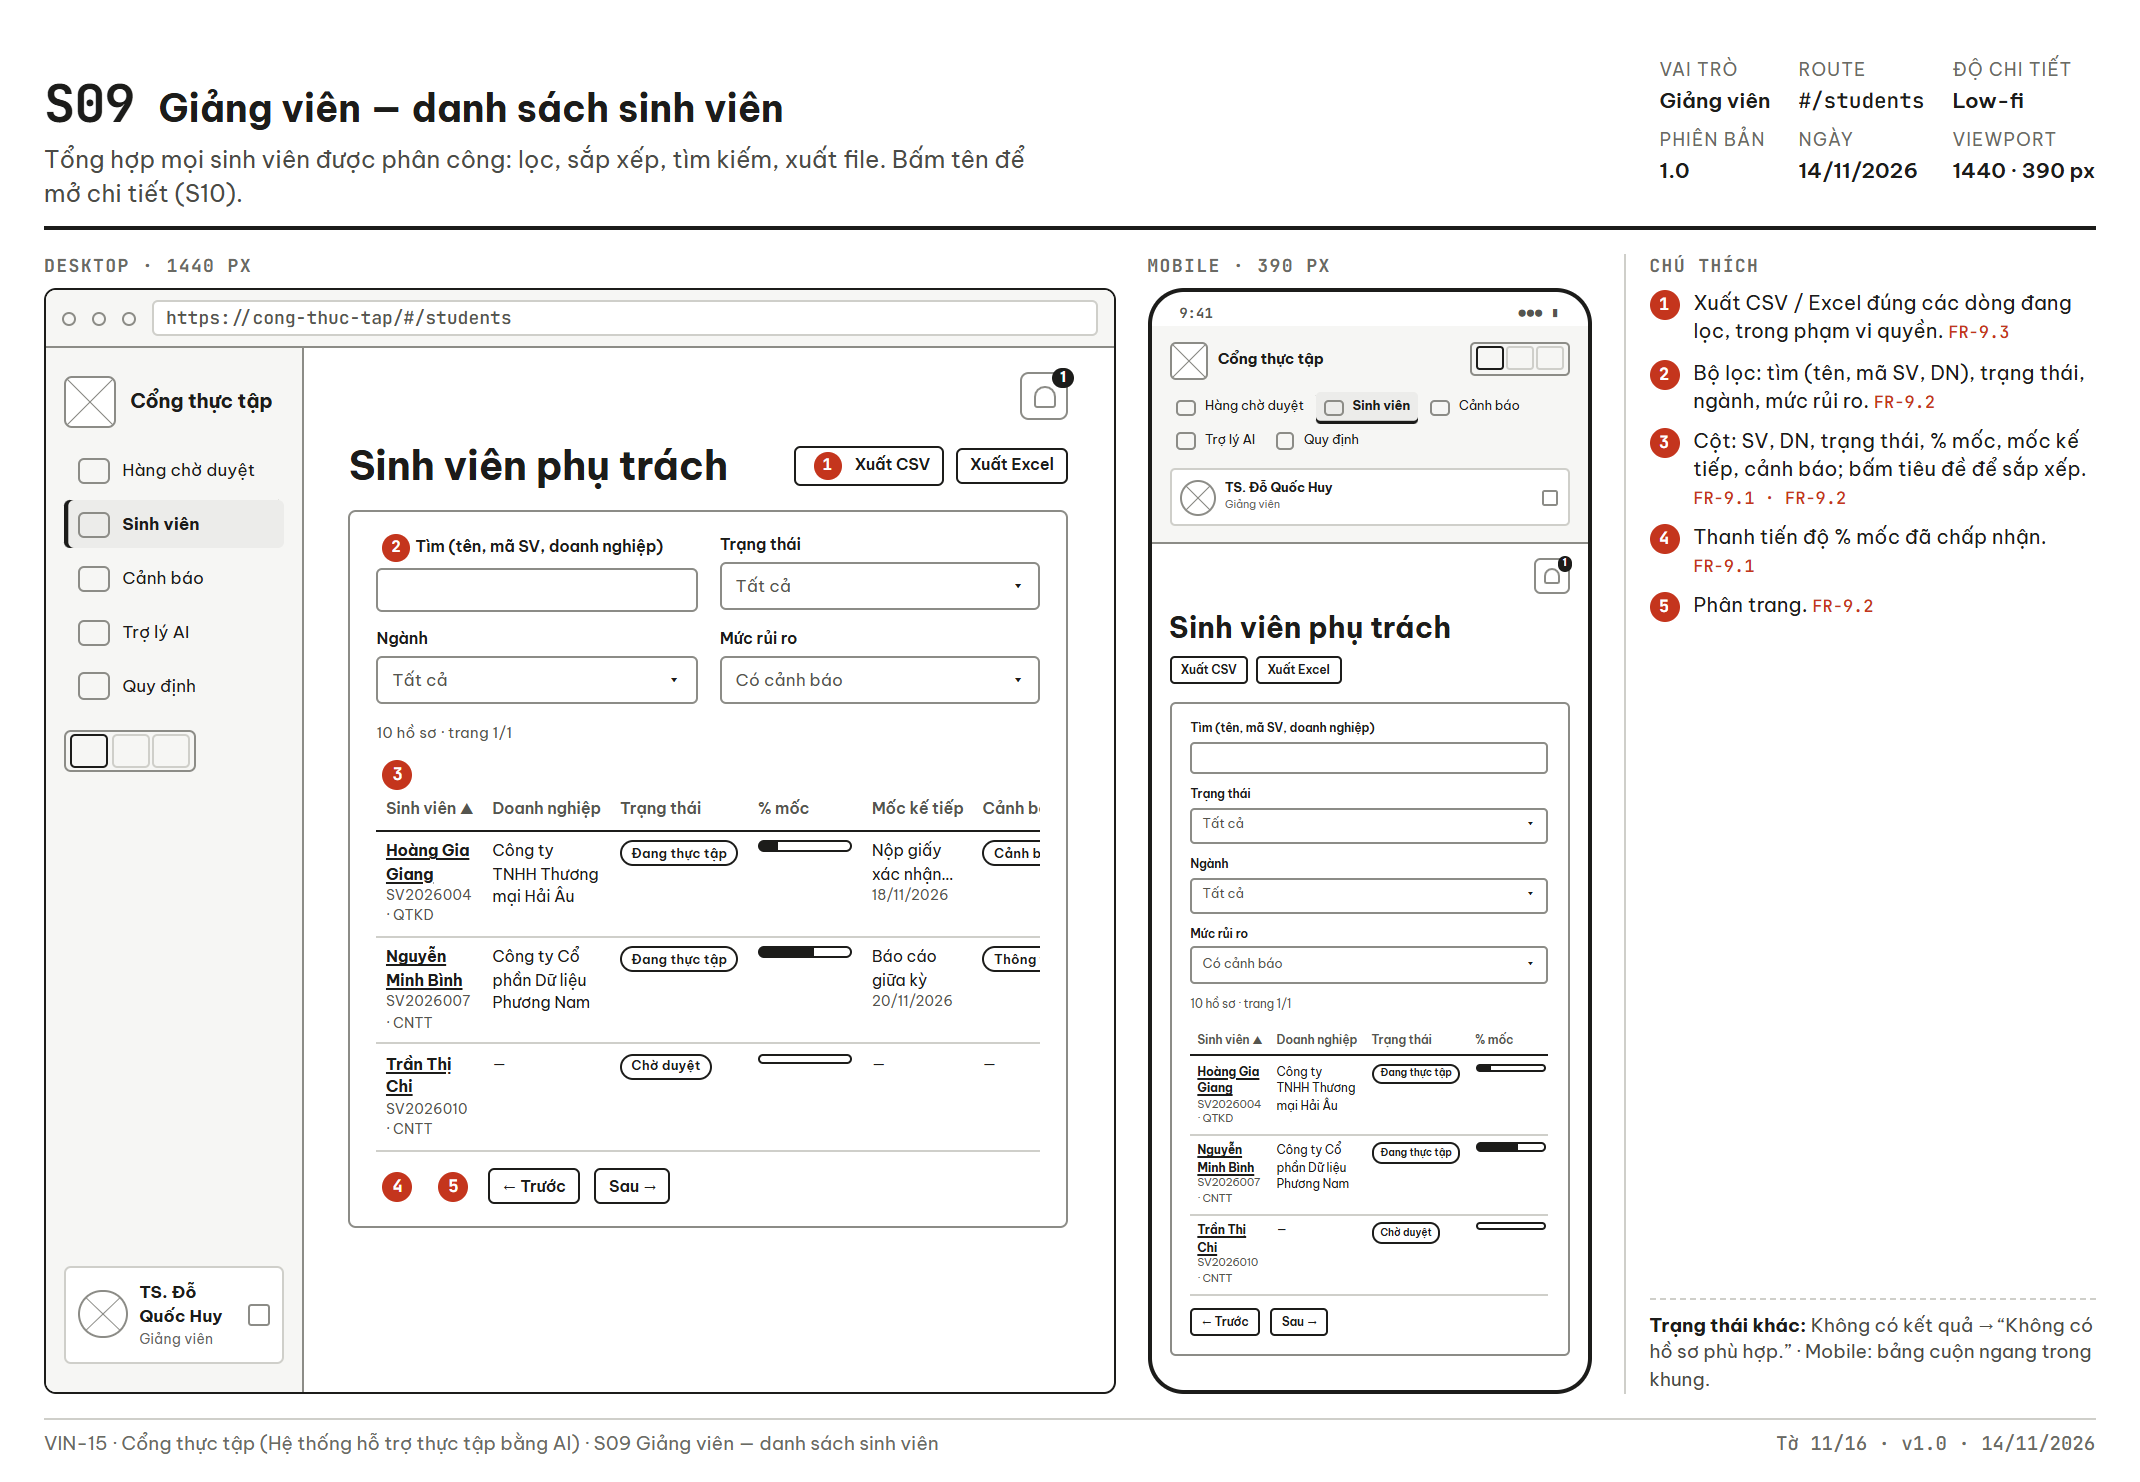 S09 Giảng viên — danh sách sinh viên
Tổng hợp mọi sinh viên được phân công: lọc, sắp xếp, tìm kiếm, xuất file. Bấm tên để
mở chi tiết (S10).
VAI TRÒ ROUTE ĐỘ CHI TIẾT
Giảng viên #/students Low-fi
PHIÊN BẢN NGÀY VIEWPORT
1.0 14/11/2026 1440 · 390 px
DESKTOP · 1440 PX
https://cong-thuc-tap/#/students
Cổng thực tập
Hàng chờ duyệt
Sinh viên
Cảnh báo
Trợ lý AI
Quy định
TS. Đỗ
Quốc Huy
Giảng viên
1
Sinh viên phụ trách
1 Xuất CSV Xuất Excel
2 Tìm (tên, mã SV, doanh nghiệp) Trạng thái
Tất cả
Ngành Mức rủi ro
Tất cả Có cảnh báo
10 hồ sơ · trang 1/1
3
Sinh viên ▲ Doanh nghiệp Trạng thái % mốc Mốc kế tiếp Cảnh b
Hoàng Gia Công ty Đang thực tập Nộp giấy Cảnh b
Giang TNHH Thương xác nhận...
SV2026004 mại Hải Âu 18/11/2026
· QTKD
Nguyễn Công ty Cổ Đang thực tập Báo cáo Thông
Minh Bình phần Dữ liệu giữa kỳ
SV2026007 Phương Nam 20/11/2026
· CNTT
Trần Thị — Chờ duyệt — —
Chi
SV2026010
· CNTT
4 5 ← Trước Sau →
MOBILE · 390 PX
9:41
Cổng thực tập
Hàng chờ duyệt Sinh viên Cảnh báo
Trợ lý AI Quy định
TS. Đỗ Quốc Huy
Giảng viên
1
Sinh viên phụ trách
Xuất CSV Xuất Excel
Tìm (tên, mã SV, doanh nghiệp)
Trạng thái
Tất cả
Ngành
Tất cả
Mức rủi ro
Có cảnh báo
10 hồ sơ · trang 1/1
Sinh viên ▲ Doanh nghiệp Trạng thái % mốc
Hoàng Gia Công ty Đang thực tập
Giang TNHH Thương
SV2026004 mại Hải Âu
· QTKD
Nguyễn Công ty Cổ Đang thực tập
Minh Bình phần Dữ liệu
SV2026007 Phương Nam
· CNTT
Trần Thị — Chờ duyệt
Chi
SV2026010
· CNTT
← Trước Sau →
CHÚ THÍCH
1 Xuất CSV / Excel đúng các dòng đang
lọc, trong phạm vi quyền. FR-9.3
2 Bộ lọc: tìm (tên, mã SV, DN), trạng thái,
ngành, mức rủi ro. FR-9.2
3 Cột: SV, DN, trạng thái, % mốc, mốc kế
tiếp, cảnh báo; bấm tiêu đề để sắp xếp.
FR-9.1 · FR-9.2
4 Thanh tiến độ % mốc đã chấp nhận.
FR-9.1
5 Phân trang. FR-9.2
Trạng thái khác: Không có kết quả → “Không có
hồ sơ phù hợp.” · Mobile: bảng cuộn ngang trong
khung.
VIN-15 · Cổng thực tập (Hệ thống hỗ trợ thực tập bằng AI) · S09 Giảng viên — danh sách sinh viên
Tờ 11/16 · v1.0 · 14/11/2026